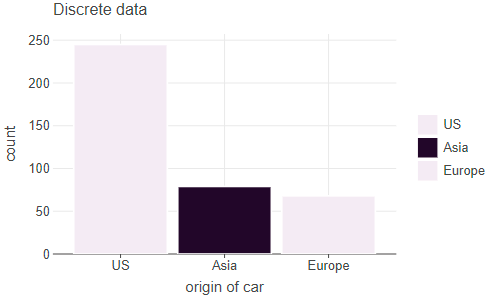 Discrete data
250
200
150
100
50
0
count
US
Asia
Europe
origin of car
US
Asia
Europe